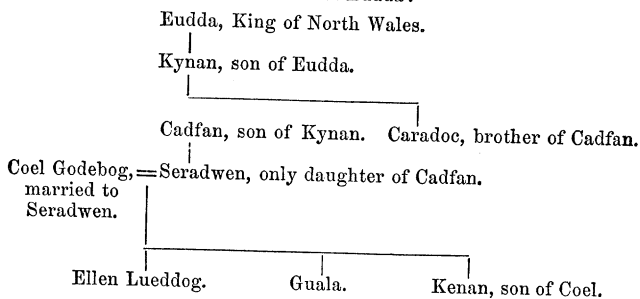 Eudda, King of North Wales.
Kynan, son of Eudda.
Cadfan, son of Kynan. Caradoc, brother of Cadfan.
Coel Godebog,=Seradwen, only daughter of Cadfan.
married to
Seradwen.
Ellen Lueddog. Guala. Kenan, son of Coel.